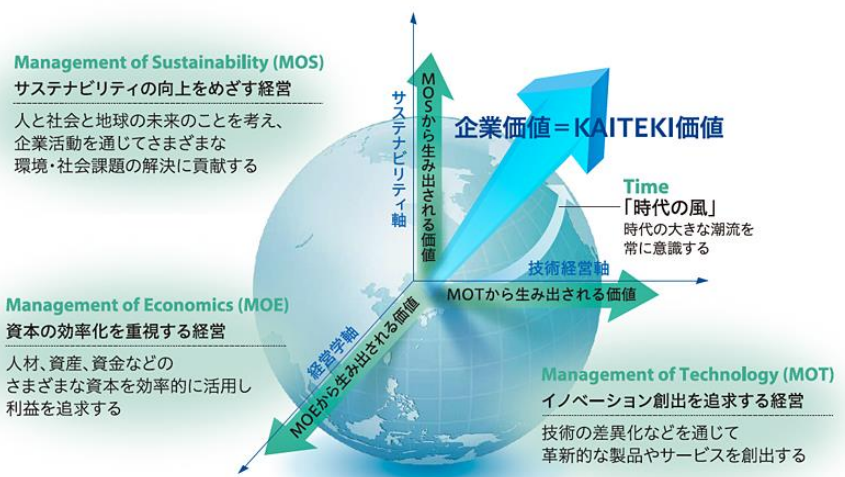 Management of Sustainability (MOS)
サステナビリティの向上をめざす経営
人と社会と地球の未来のことを考え、
企業活動を通じてさまざまな
環境・社会課題の解決に貢献する
サステナビリティ軸
MOSから生み出される価値
企業価値＝KAITEKI価値
Time
「時代の風」
時代の大きな潮流を
常に意識する
技術経営軸
MOTから生み出される価値
Management of Economics (MOE)
資本の効率化を重視する経営
人材、資産、資金などの
さまざまな資本を効率的に活用し
利益を追求する
経営学軸
MOEから生み出される価値
Management of Technology (MOT)
イノベーション創出を追求する経営
技術の差異化などを通じて
革新的な製品やサービスを創出する